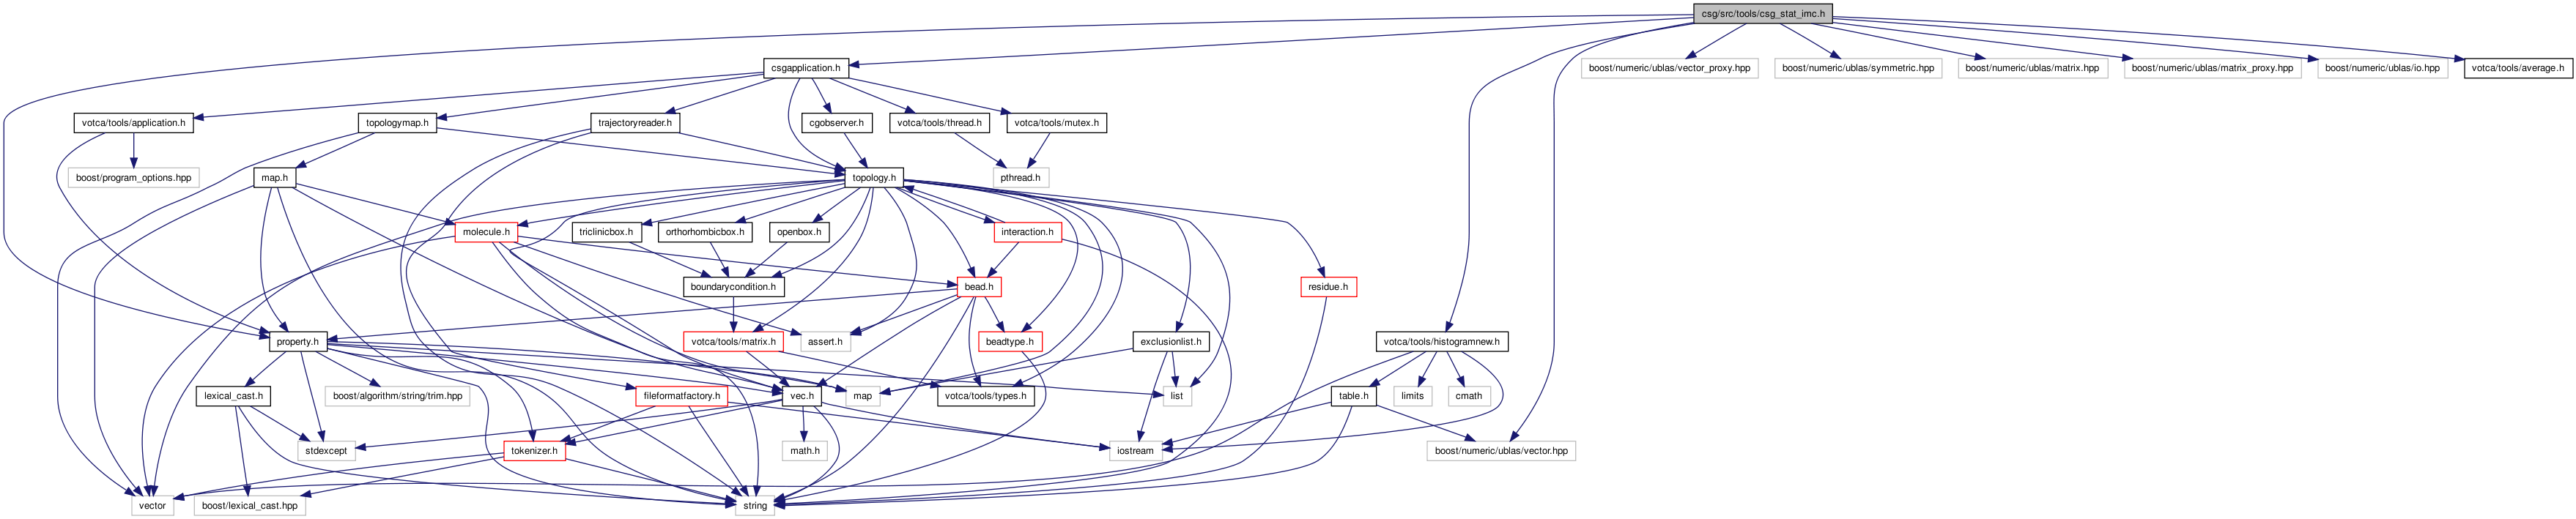 csg/src/tools/csg_stat_imc.h
csgapplication.h
boost/numeric/ublas/vector_proxy.hpp
boost/numeric/ublas/symmetric.hpp
boost/numeric/ublas/matrix.hpp
boost/numeric/ublas/matrix_proxy.hpp
boost/numeric/ublas/io.hpp
votca/tools/average.h
votca/tools/application.h
topologymap.h
trajectoryreader.h
cgobserver.h
votca/tools/thread.h
votca/tools/mutex.h
boost/program_options.hpp
map.h
topology.h
pthread.h
molecule.h
triclinicbox.h
orthorhombicbox.h
openbox.h
interaction.h
boundarycondition.h
bead.h
residue.h
property.h
votca/tools/matrix.h
assert.h
beadtype.h
exclusionlist.h
votca/tools/histogramnew.h
lexical_cast.h
boost/algorithm/string/trim.hpp
fileformatfactory.h
vec.h
map
votca/tools/types.h
list
table.h
limits
cmath
stdexcept
tokenizer.h
math.h
iostream
boost/numeric/ublas/vector.hpp
vector
boost/lexical_cast.hpp
string